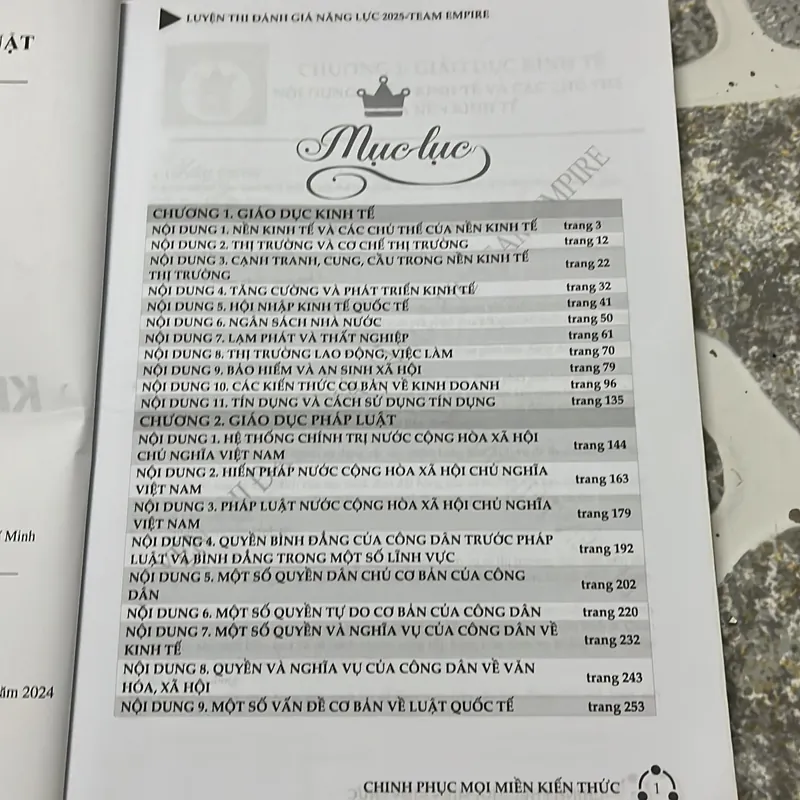 LUYỆN THI ĐÁNH GIÁ NĂNG LỰC 2025-TEAM EMPIRE
Mục lục
CHƯƠNG 1. GIÁO DỤC KINH TẾ
NỘI DUNG 1. NỀN KINH TẾ VÀ CÁC CHỦ THỂ CỦA NỀN KINH TẾ trang 3
NỘI DUNG 2. THỊ TRƯỜNG VÀ CƠ CHẾ THỊ TRƯỜNG trang 12
NỘI DUNG 3. CẠNH TRANH, CUNG, CẦU TRONG NỀN KINH TẾ
THỊ TRƯỜNG trang 22
NỘI DUNG 4. TĂNG CƯỜNG VÀ PHÁT TRIỂN KINH TẾ trang 32
NỘI DUNG 5. HỘI NHẬP KINH TẾ QUỐC TẾ trang 41
NỘI DUNG 6. NGÂN SÁCH NHÀ NƯỚC trang 50
NỘI DUNG 7. LẠM PHÁT VÀ THẤT NGHIỆP trang 61
NỘI DUNG 8. THỊ TRƯỜNG LAO ĐỘNG, VIỆC LÀM trang 70
NỘI DUNG 9. BẢO HIỂM VÀ AN SINH XÃ HỘI trang 79
NỘI DUNG 10. CÁC KIẾN THỨC CƠ BẢN VỀ KINH DOANH trang 96
NỘI DUNG 11. TÍN DỤNG VÀ CÁCH SỬ DỤNG TÍN DỤNG trang 135
CHƯƠNG 2. GIÁO DỤC PHÁP LUẬT
NỘI DUNG 1. HỆ THỐNG CHÍNH TRỊ NƯỚC CỘNG HÒA XÃ HỘI
CHỦ NGHĨA VIỆT NAM trang 144
NỘI DUNG 2. HIẾN PHÁP NƯỚC CỘNG HÒA XÃ HỘI CHỦ NGHĨA
VIỆT NAM trang 163
NỘI DUNG 3. PHÁP LUẬT NƯỚC CỘNG HÒA XÃ HỘI CHỦ NGHĨA
VIỆT NAM trang 179
NỘI DUNG 4. QUYỀN BÌNH ĐẲNG CỦA CÔNG DÂN TRƯỚC PHÁP
LUẬT VÀ BÌNH ĐẲNG TRONG MỘT SỐ LĨNH VỰC trang 192
NỘI DUNG 5. MỘT SỐ QUYỀN DÂN CHỦ CƠ BẢN CỦA CÔNG
DÂN trang 202
NỘI DUNG 6. MỘT SỐ QUYỀN TỰ DO CƠ BẢN CỦA CÔNG DÂN trang 220
NỘI DUNG 7. MỘT SỐ QUYỀN VÀ NGHĨA VỤ CỦA CÔNG DÂN VỀ
KINH TẾ trang 232
NỘI DUNG 8. QUYỀN VÀ NGHĨA VỤ CỦA CÔNG DÂN VỀ VĂN
HÓA, XÃ HỘI trang 243
NỘI DUNG 9. MỘT SỐ VẤN ĐỀ CƠ BẢN VỀ LUẬT QUỐC TẾ trang 253
CHINH PHỤC MỌI MIỀN KIẾN THỨC 1
Minh
2024